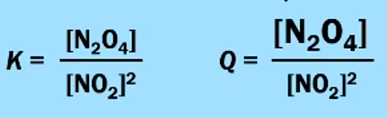 K = [N₂O₄] / [NO₂]²
Q = [N₂O₄] / [NO₂]²